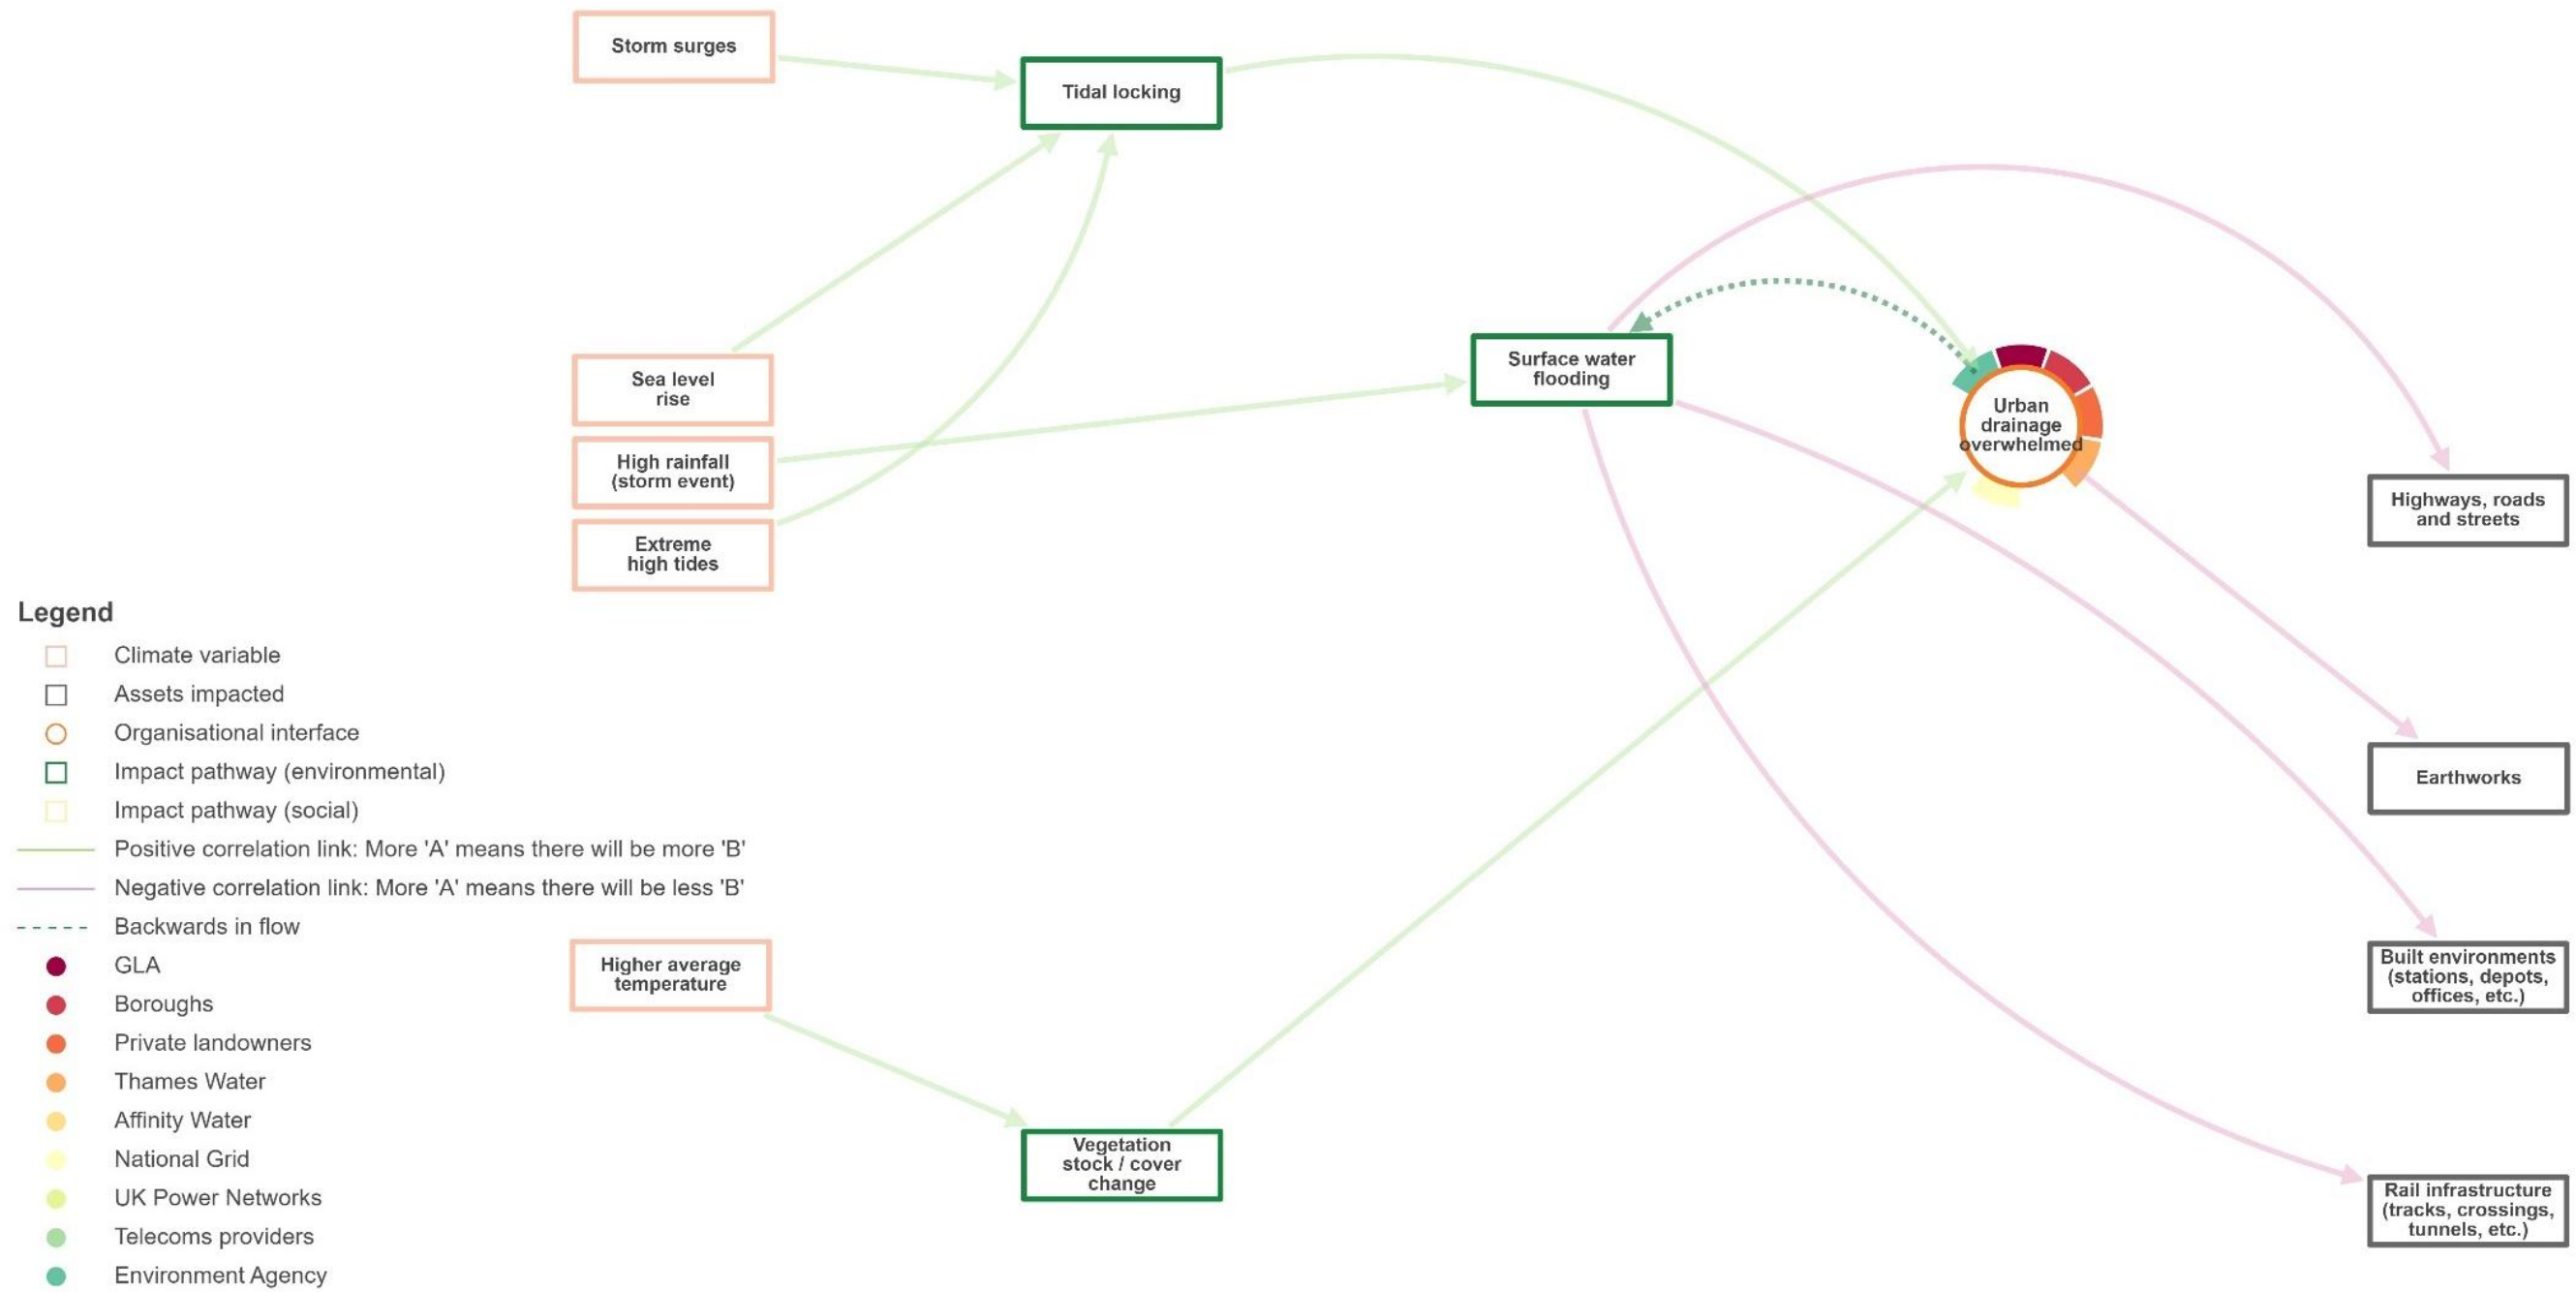 Storm surges
Tidal locking
Sea level
rise
High rainfall
(storm event)
Extreme
high tides
Surface water
flooding
Urban
drainage
overwhelmed
Highways, roads
and streets
Earthworks
Built environments
(stations, depots,
offices, etc.)
Rail infrastructure
(tracks, crossings,
tunnels, etc.)
Higher average
temperature
Vegetation
stock / cover
change
Legend
Climate variable
Assets impacted
Organisational interface
Impact pathway (environmental)
Impact pathway (social)
Positive correlation link: More 'A' means there will be more 'B'
Negative correlation link: More 'A' means there will be less 'B'
Backwards in flow
GLA
Boroughs
Private landowners
Thames Water
Affinity Water
National Grid
UK Power Networks
Telecoms providers
Environment Agency